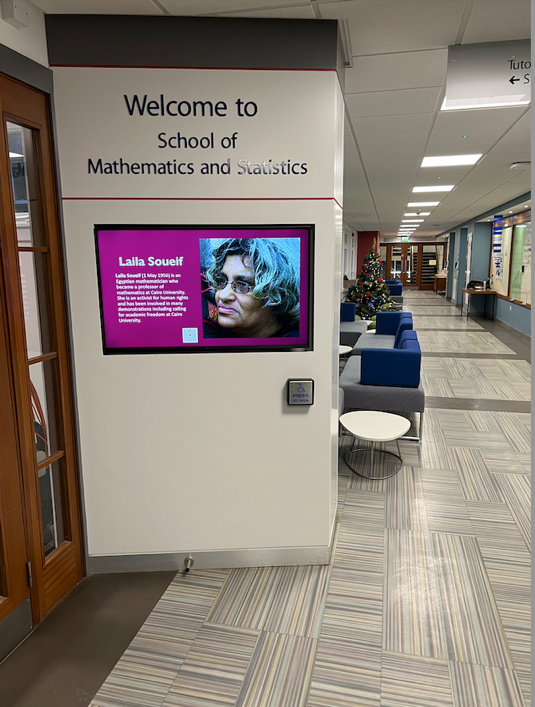 Welcome to
School of
Mathematics and Statistics
Laila Soueif
Laila Soueif (1 May 1956) is an
Egyptian mathematician who
became a professor of
mathematics at Cairo University.
She is an activist for human rights
and has been involved in many
demonstrations including calling
for academic freedom at Cairo
University.
PRESS
Tuto
← S